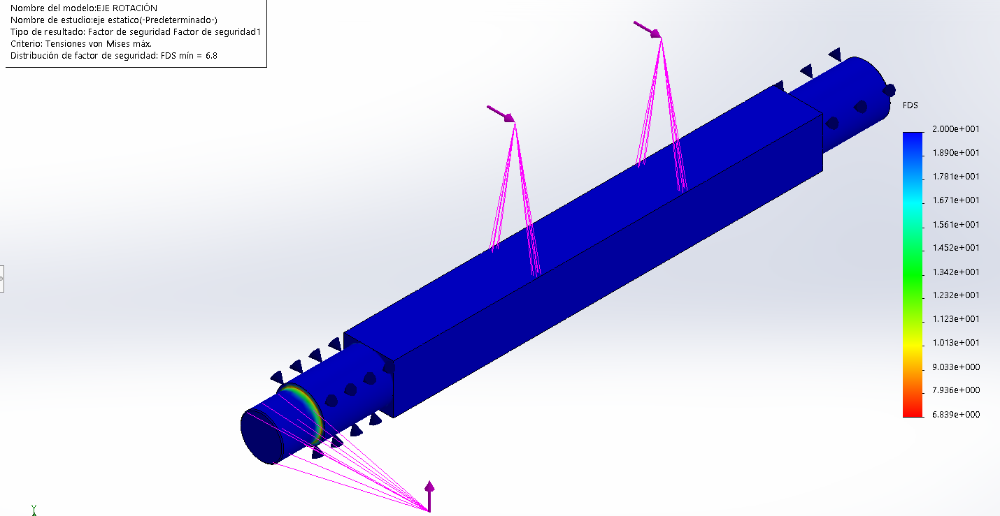 Nombre del modelo:EJE ROTACIÓN
Nombre de estudio:eje estatico(-Predeterminado-)
Tipo de resultado: Factor de seguridad Factor de seguridad1
Criterio: Tensiones von Mises máx.
Distribución de factor de seguridad: FDS mín = 6.8
FDS
2.000e+001
1.890e+001
1.781e+001
1.671e+001
1.561e+001
1.452e+001
1.342e+001
1.232e+001
1.123e+001
1.013e+001
9.033e+000
7.936e+000
6.839e+000
Y